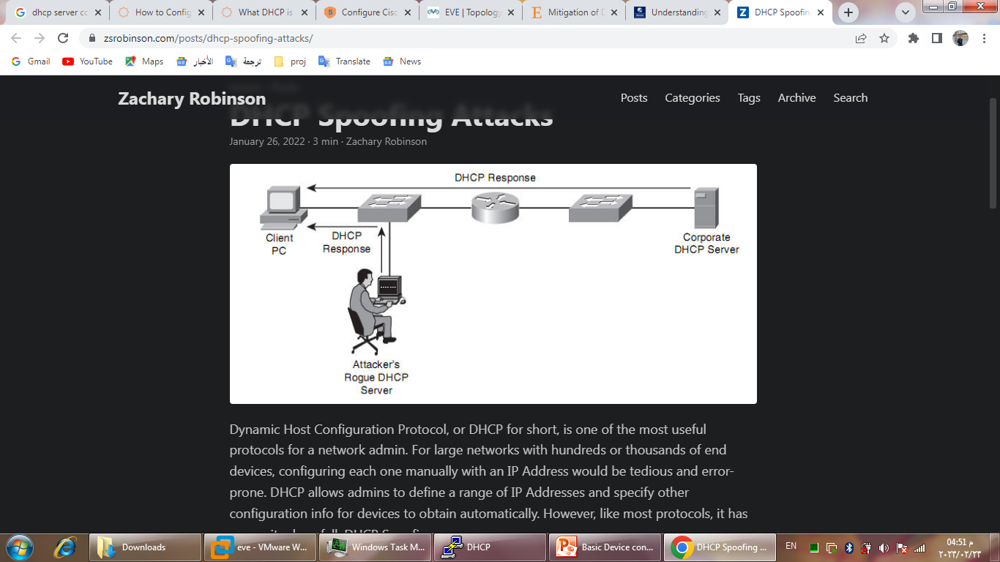 dhcp server co
How to Config
What DHCP is
Configure Cisc
EVE | Topology
Mitigation of D
Understanding
DHCP Spoofin
zsrobinson.com/posts/dhcp-spoofing-attacks/
Gmail
YouTube
Maps
الأخبار
ترجمة
proj
Translate
News
Zachary Robinson
Posts
Categories
Tags
Archive
Search
DHCP Spoofing Attacks
January 26, 2022 · 3 min · Zachary Robinson
DHCP Response
Client
PC
DHCP
Response
Corporate
DHCP Server
Attacker's
Rogue DHCP
Server
Dynamic Host Configuration Protocol, or DHCP for short, is one of the most useful
protocols for a network admin. For large networks with hundreds or thousands of end
devices, configuring each one manually with an IP Address would be tedious and error-
prone. DHCP allows admins to define a range of IP Addresses and specify other
configuration info for devices to obtain automatically. However, like most protocols, it has
Downloads
eve - VMware W...
Windows Task M...
DHCP
Basic Device con...
DHCP Spoofing ...
EN
04:51 م
٢٠٢٣/٠٢/٢٣